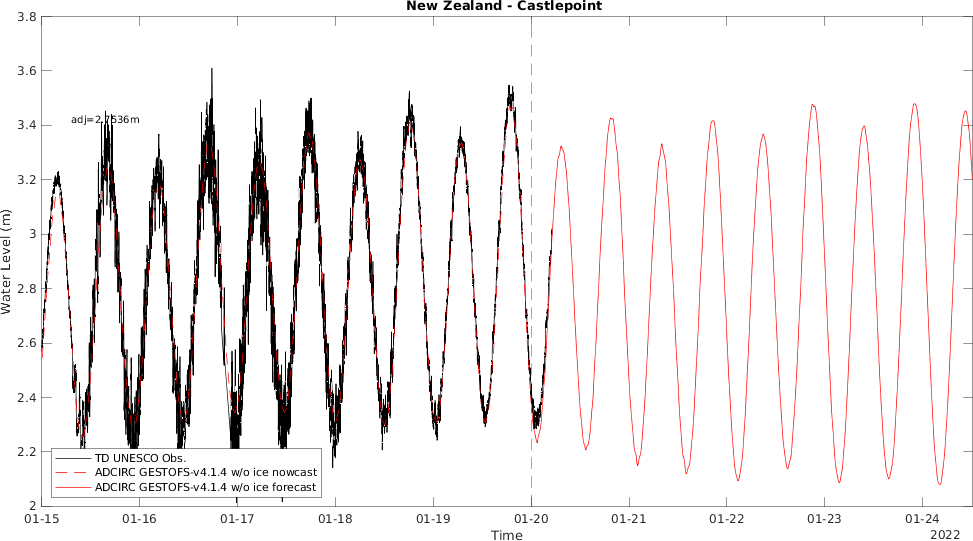 New Zealand - Castlepoint
3.8
3.6
3.4
3.2
3
2.8
2.6
2.4
2.2
2
Water Level (m)
adj=2.7536m
TD UNESCO Obs.
ADCIRC GESTOFS-v4.1.4 w/o ice nowcast
ADCIRC GESTOFS-v4.1.4 w/o ice forecast
01-15 01-16 01-17 01-18 01-19 01-20 01-21 01-22 01-23 01-24
Time
2022